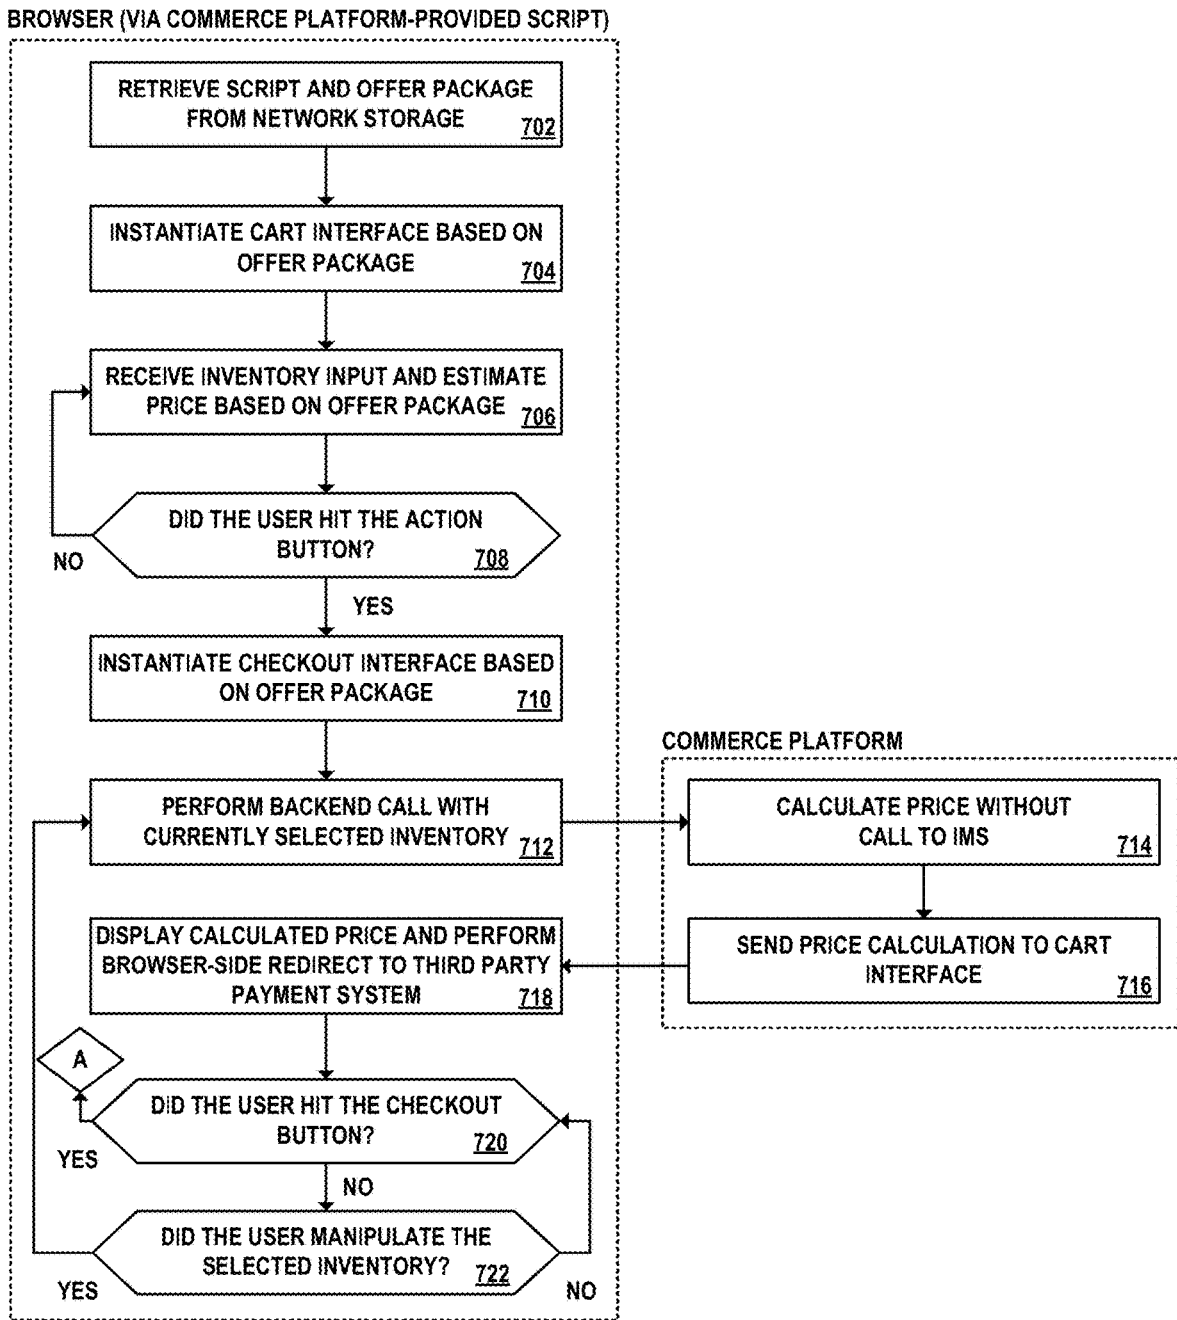 BROWSER (VIA COMMERCE PLATFORM-PROVIDED SCRIPT)
RETRIEVE SCRIPT AND OFFER PACKAGE
FROM NETWORK STORAGE
702
INSTANTIATE CART INTERFACE BASED ON
OFFER PACKAGE
704
RECEIVE INVENTORY INPUT AND ESTIMATE
PRICE BASED ON OFFER PACKAGE
706
DID THE USER HIT THE ACTION
BUTTON?
708
NO
YES
INSTANTIATE CHECKOUT INTERFACE BASED
ON OFFER PACKAGE
710
PERFORM BACKEND CALL WITH
CURRENTLY SELECTED INVENTORY
712
COMMERCE PLATFORM
CALCULATE PRICE WITHOUT
CALL TO IMS
714
SEND PRICE CALCULATION TO CART
INTERFACE
716
DISPLAY CALCULATED PRICE AND PERFORM
BROWSER-SIDE REDIRECT TO THIRD PARTY
PAYMENT SYSTEM
718
A
DID THE USER HIT THE CHECKOUT
BUTTON?
720
YES
NO
DID THE USER MANIPULATE THE
SELECTED INVENTORY?
722
YES
NO